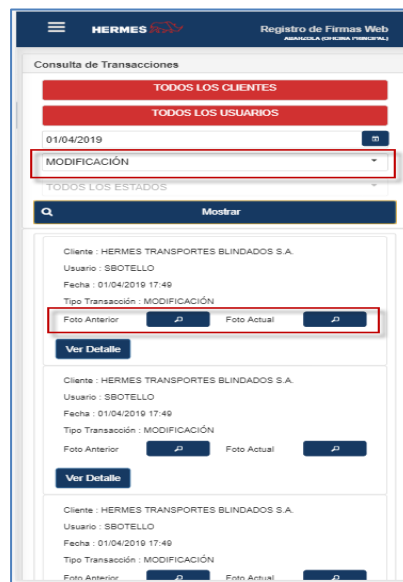 HERMES
Registro de Firmas Web
ABANZOLA (OFICINA PRINCIPAL)
Consulta de Transacciones
TODOS LOS CLIENTES
TODOS LOS USUARIOS
01/04/2019
MODIFICACIÓN
TODOS LOS ESTADOS
Mostrar
Cliente : HERMES TRANSPORTES BLINDADOS S.A.
Usuario : SBOTELLO
Fecha : 01/04/2019 17:49
Tipo Transacción : MODIFICACIÓN
Foto Anterior Foto Actual
Ver Detalle
Cliente : HERMES TRANSPORTES BLINDADOS S.A.
Usuario : SBOTELLO
Fecha : 01/04/2019 17:49
Tipo Transacción : MODIFICACIÓN
Foto Anterior Foto Actual
Ver Detalle
Cliente : HERMES TRANSPORTES BLINDADOS S.A.
Usuario : SBOTELLO
Fecha : 01/04/2019 17:49
Tipo Transacción : MODIFICACIÓN
Foto Anterior Foto Actual